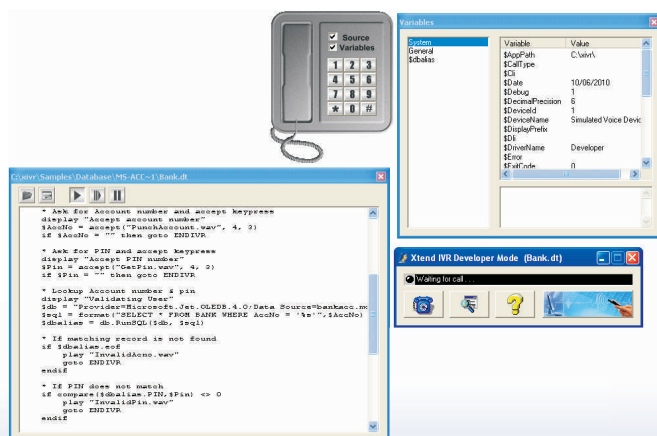 Source
Variables
1 2 3
4 5 6
7 8 9
* 0 #
Variables
System
General
$dbalias
Variable Value
$AppPath C:\xivr\
$CallType
$Cli
$Date 10/06/2010
$Debug 1
$DecimalPrecision 6
$DeviceId 1
$DeviceName Simulated Voice Devic
$DisplayPrefix
$Dli
$DriverName Developer
$Error
$ExitCode 0
C:\xivr\Samples\Database\MS-ACC~1\Bank.dt
* Ask for Account number and accept keypress
display "Accept account number"
$AccNo = accept("PunchAccount.wav", 4, 3)
if $AccNo = "" then goto ENDIVR
* Ask for PIN and accept keypress
display "Accept PIN number"
$Pin = accept("GetPin.wav", 4, 3)
if $Pin = "" then goto ENDIVR
* Lookup Account number & pin
display "Validating User"
$db = "Provider=Microsoft.Jet.OLEDB.4.0;Data Source=bankacc.md
$sql = format("SELECT * FROM BANK WHERE AccNo = '%s'",$AccNo)
$dbalias = db.RunSQL($db, $sql)
* If matching record is not found
if $dbalias.eof
play "InvalidAcno.wav"
goto ENDIVR
endif
* If PIN does not match
if compare($dbalias.PIN,$Pin) <> 0
play "InvalidPin.wav"
goto ENDIVR
endif
Xtend IVR Developer Mode (Bank.dt)
Waiting for call . . .